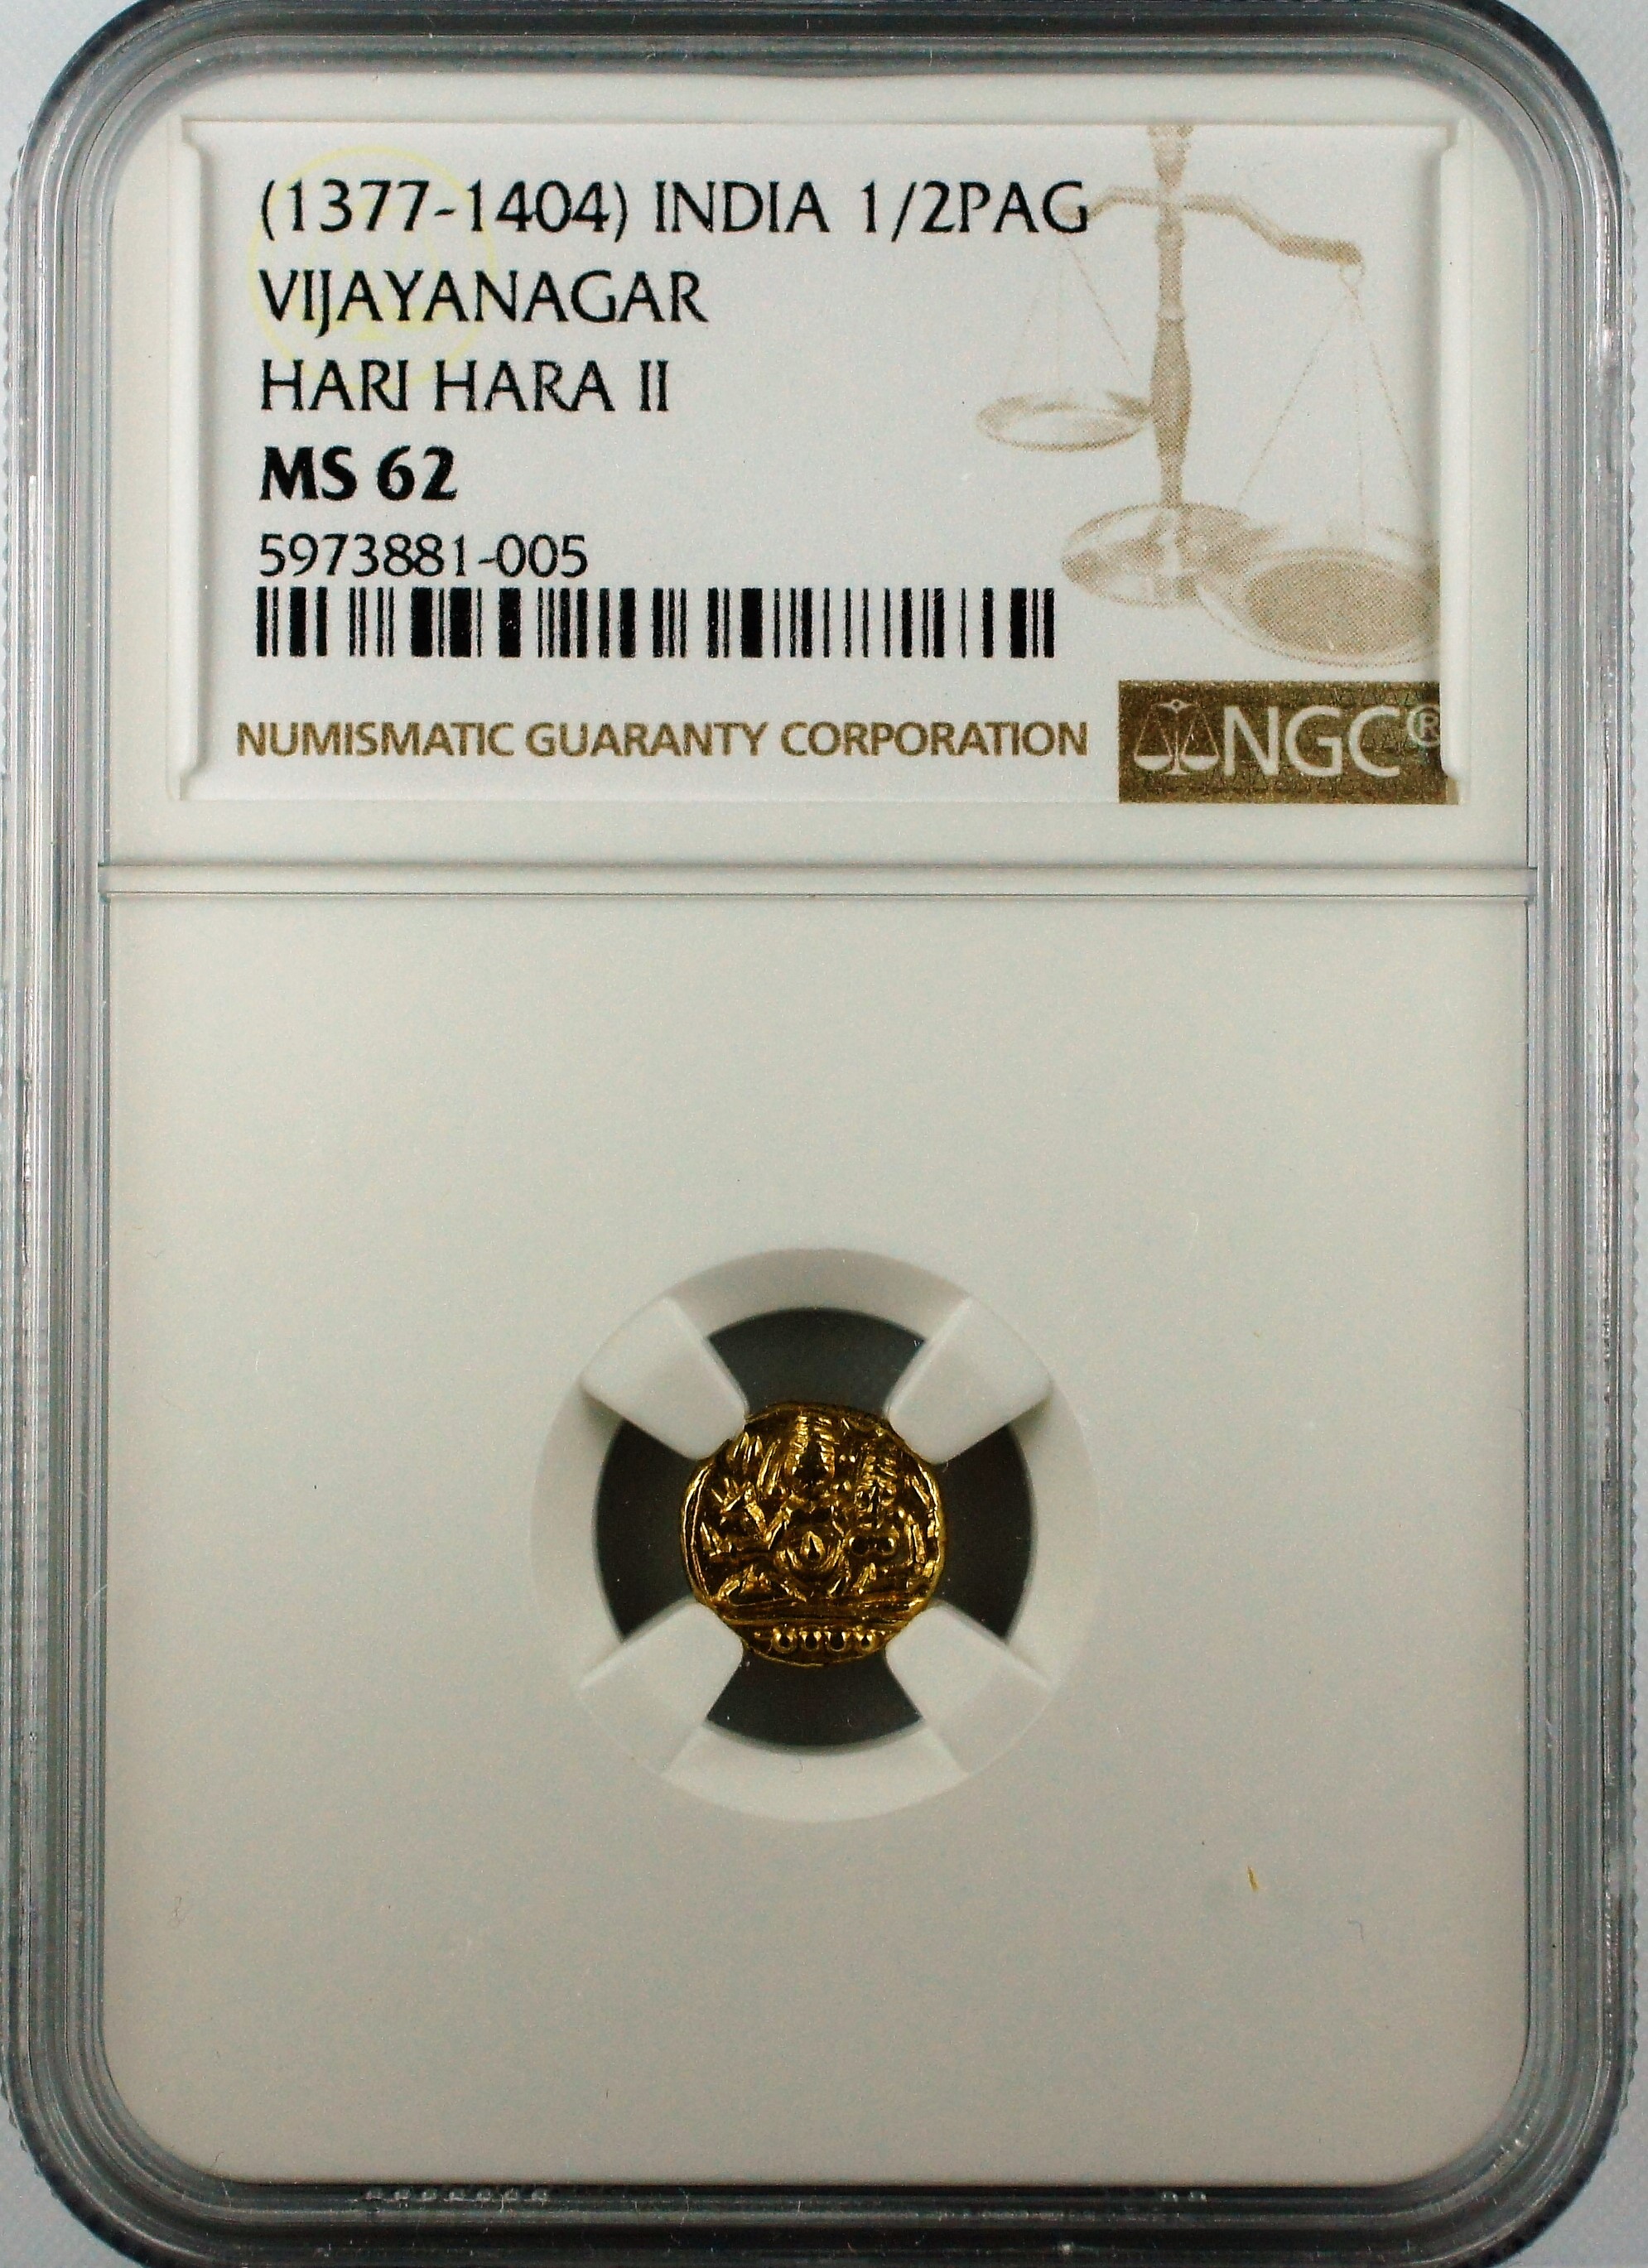 (1377-1404) INDIA 1/2PAG
VIJAYANAGAR
HARI HARA II
MS 62
5973881-005
NUMISMATIC GUARANTY CORPORATION NGC®